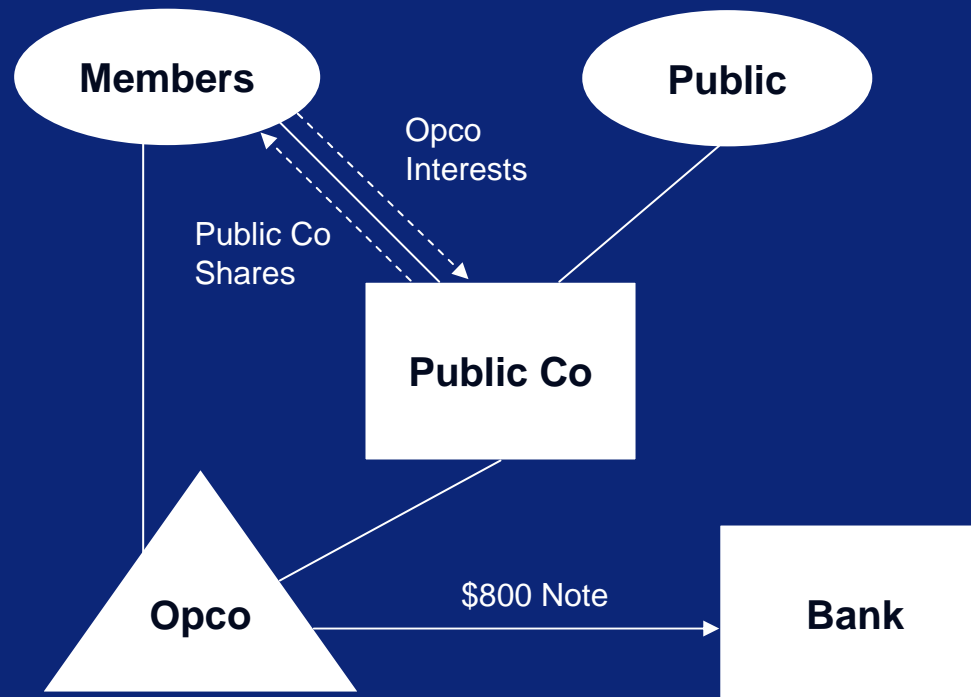 Members
Public
Opco
Interests
Public Co
Shares
Public Co
$800 Note
Opco
Bank